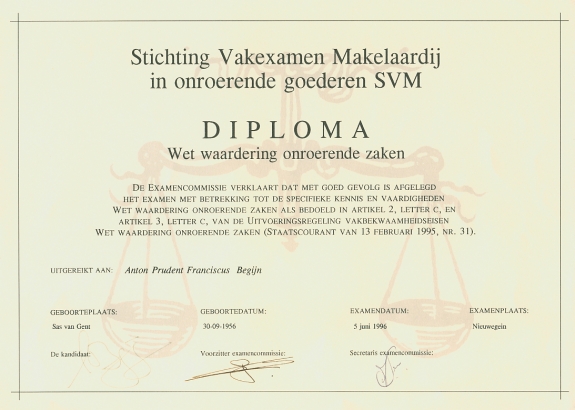 Stichting Vakexamen Makelaardij
in onroerende goederen SVM
DIPLOMA
Wet waardering onroerende zaken
DE EXAMENCOMMISSIE VERKLAART DAT MET GOED GEVOLG IS AFGELEGD
HET EXAMEN MET BETREKKING TOT DE SPECIFIEKE KENNIS EN VAARDIGHEDEN
WET WAARDERING ONROERENDE ZAKEN ALS BEDOELD IN ARTIKEL 2, LETTER C, EN
ARTIKEL 3, LETTER C, VAN DE UITVOERINGSREGELING VAKBEKWAAMHEIDSEISEN
WET WAARDERING ONROERENDE ZAKEN (STAATSCOURANT VAN 13 FEBRUARI 1995, NR. 31).
UITGEREIKT AAN: Anton Prudent Franciscus Begijn
GEBOORTEPLAATS: GEBOORTEDATUM: EXAMENDATUM: EXAMENPLAATS:
Sas van Gent 30-09-1956 5 juni 1996 Nieuwegein
De kandidaat: Voorzitter examencommissie: Secretaris examencommissie: